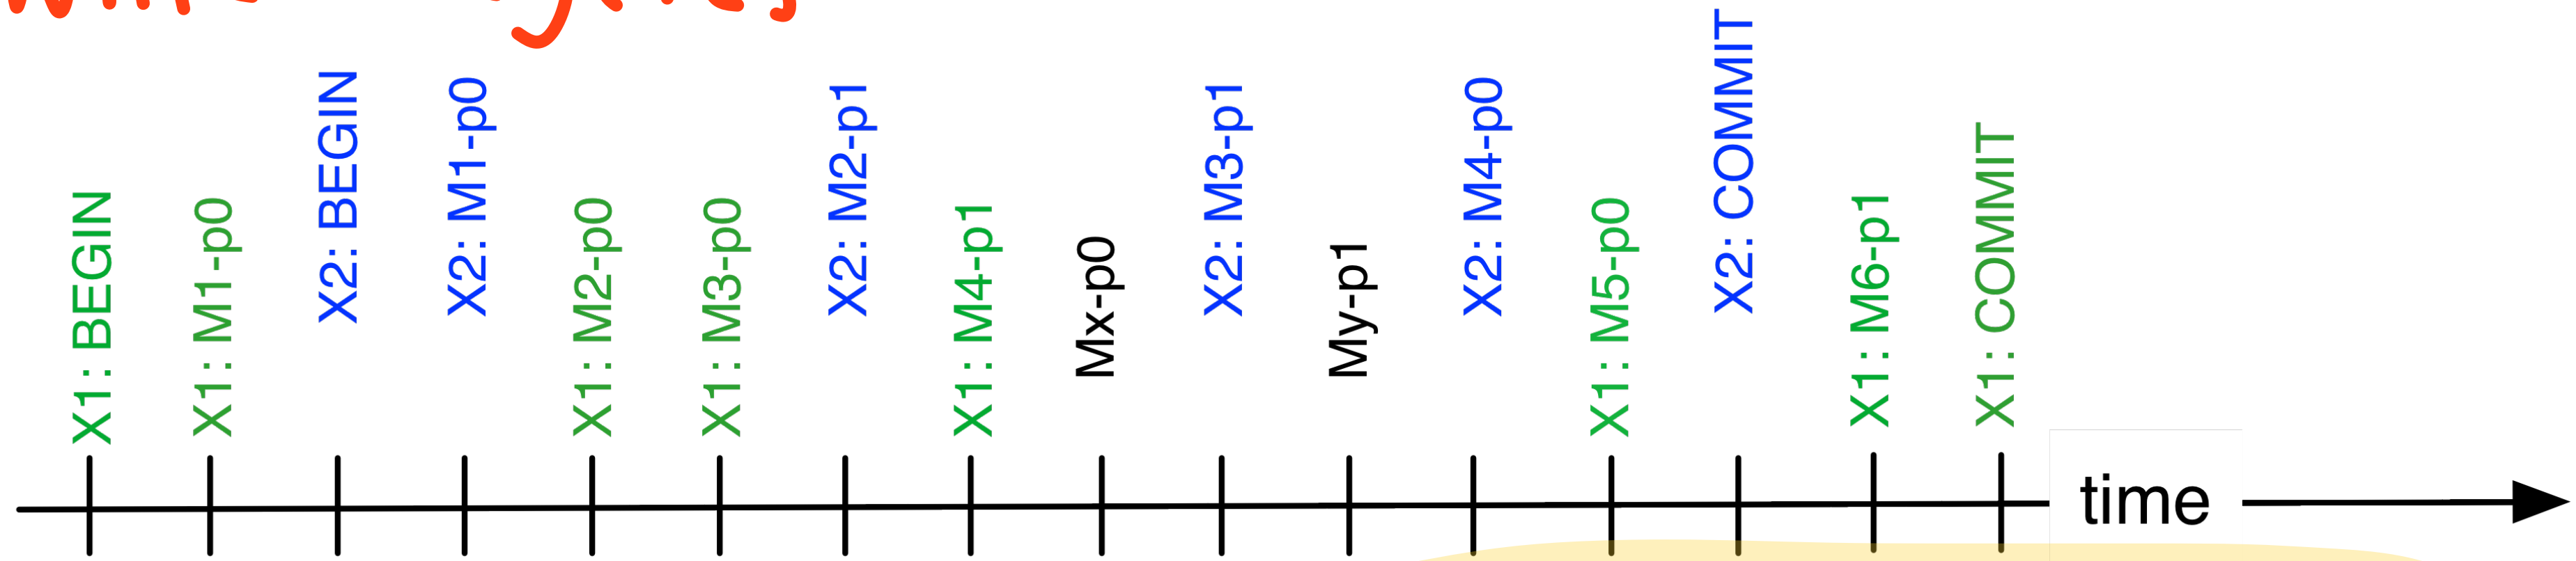 X1: BEGIN
X1: M1-p0
X2: BEGIN
X2: M1-p0
X1: M2-p0
X1: M3-p0
X2: M2-p1
X1: M4-p1
Mx-p0
X2: M3-p1
My-p1
X2: M4-p0
X1: M5-p0
X2: COMMIT
X1: M6-p1
X1: COMMIT
time